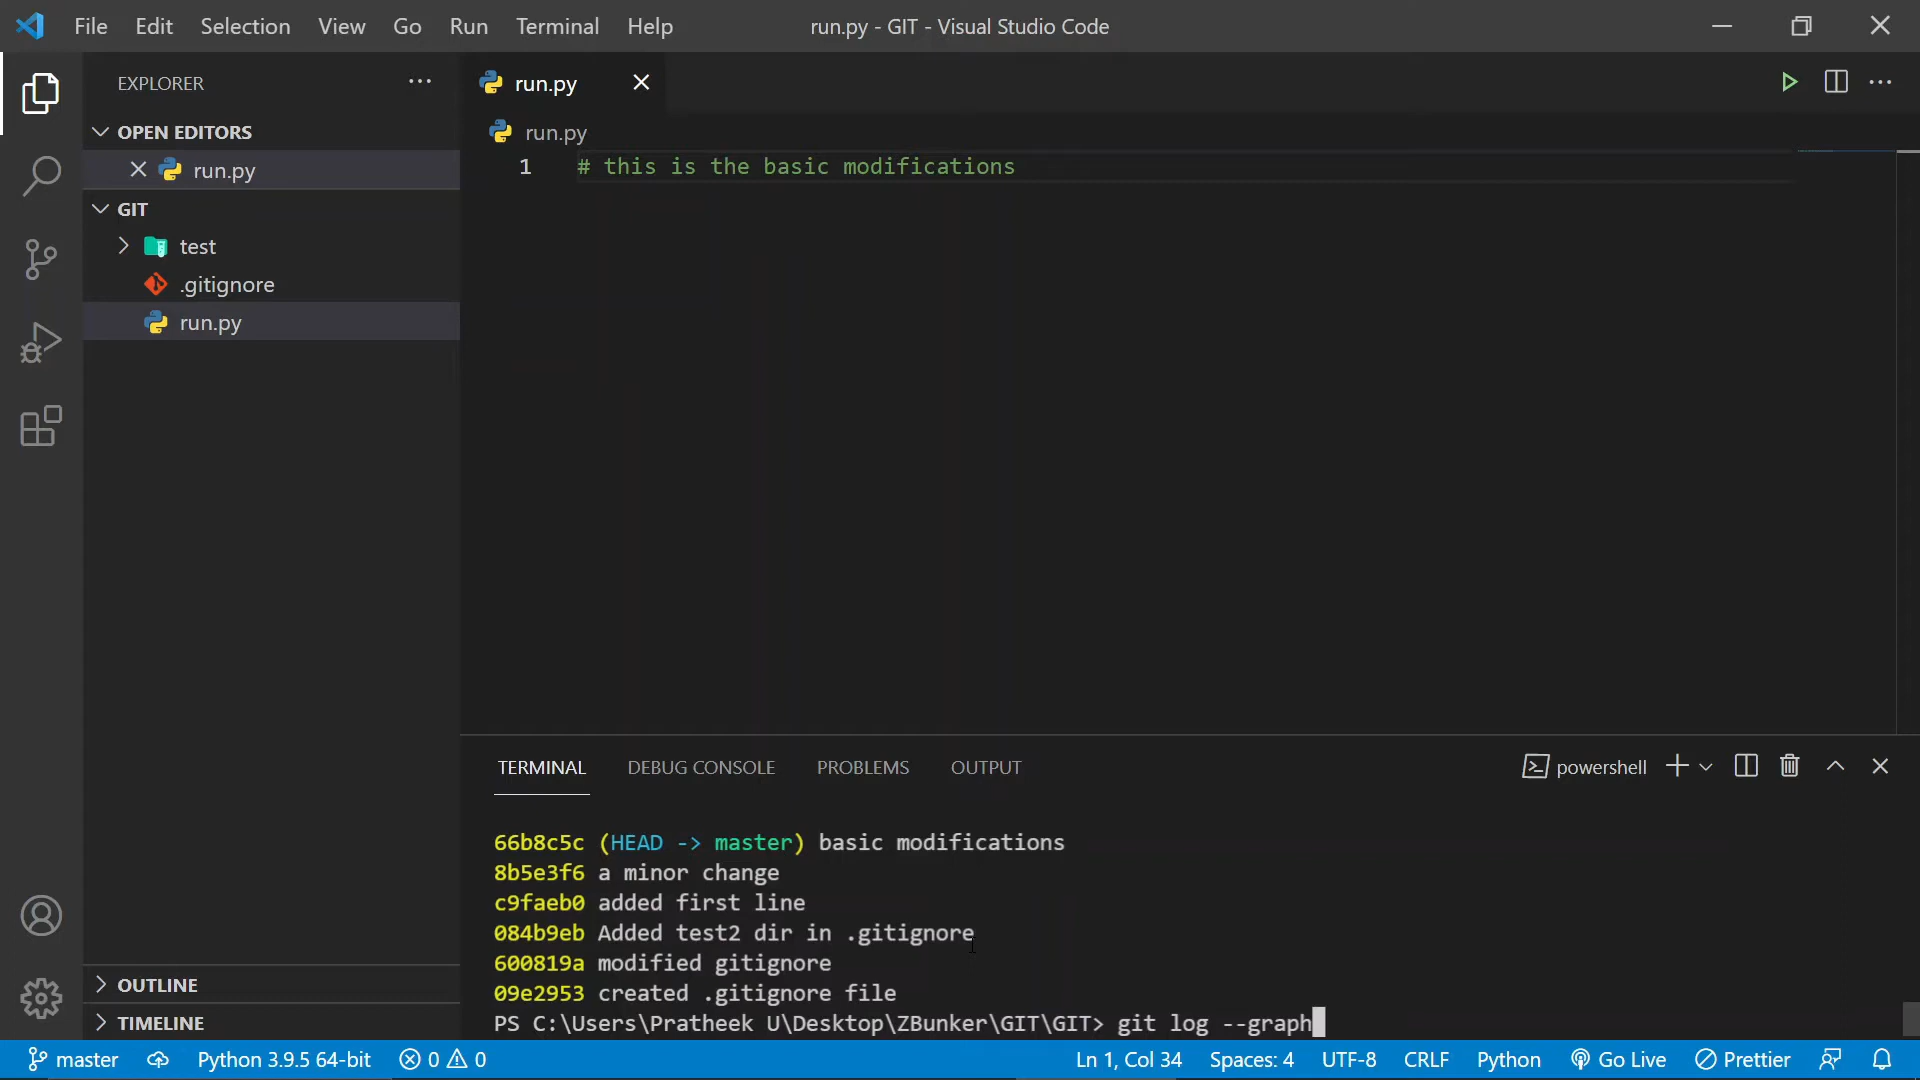 File Edit Selection View Go Run Terminal Help run.py - GIT - Visual Studio Code
EXPLORER
run.py
OPEN EDITORS
run.py
run.py
1 # this is the basic modifications
GIT
test
.gitignore
run.py
TERMINAL DEBUG CONSOLE PROBLEMS OUTPUT powershell
66b8c5c (HEAD -> master) basic modifications
8b5e3f6 a minor change
c9faeb0 added first line
084b9eb Added test2 dir in .gitignore
600819a modified gitignore
09e2953 created .gitignore file
PS C:\Users\Pratheek U\Desktop\ZBunker\GIT\GIT> git log --graph
OUTLINE
TIMELINE
master Python 3.9.5 64-bit 0 0 Ln 1, Col 34 Spaces: 4 UTF-8 CRLF Python Go Live Prettier